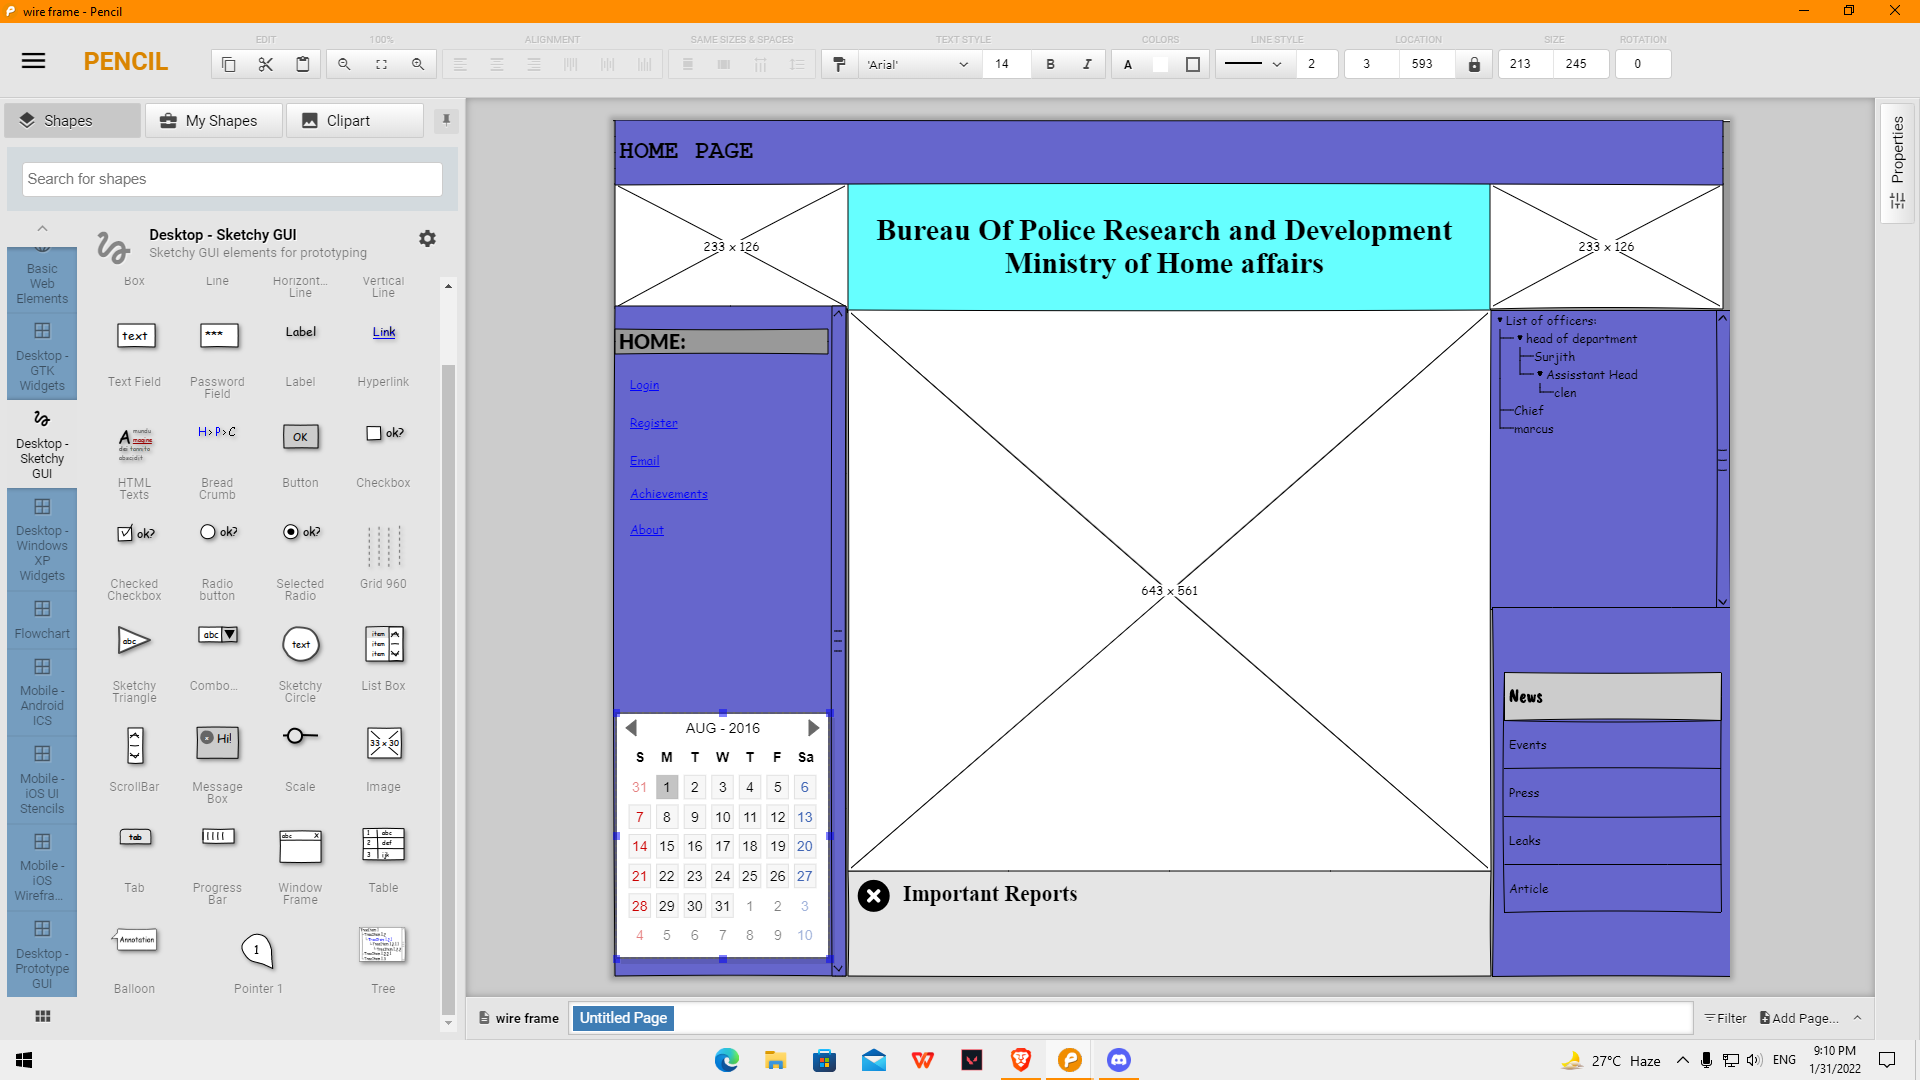 wire frame - Pencil
EDIT
100%
ALIGNMENT
SAME SIZES & SPACES
TEXT STYLE
COLORS
LINE STYLE
LOCATION
SIZE
ROTATION
PENCIL
'Arial'
14
B
I
A
2
3
593
213
245
0
Shapes
My Shapes
Clipart
Search for shapes
Desktop - Sketchy GUI
Sketchy GUI elements for prototyping
Basic
Web
Elements
Desktop -
GTK
Widgets
Desktop -
Sketchy
GUI
Desktop -
Windows
XP
Widgets
Flowchart
Mobile -
Android
ICS
Mobile -
iOS UI
Stencils
Mobile -
iOS
Wirefra...
Desktop -
Prototype
GUI
Box
Line
Horizont...
Line
Vertical
Line
text
***
Label
Link
Text Field
Password
Field
Label
Hyperlink
H>P>C
OK
ok?
HTML
Texts
Bread
Crumb
Button
Checkbox
ok?
ok?
ok?
Checked
Checkbox
Radio
button
Selected
Radio
Grid 960
abc
abc
text
item
item
item
Sketchy
Triangle
Combo...
Sketchy
Circle
List Box
Hi!
33 x 30
ScrollBar
Message
Box
Scale
Image
tab
abc
X
1 abc
2 def
3 ijk
Tab
Progress
Bar
Window
Frame
Table
Annotation
1
Balloon
Pointer 1
Tree
HOME PAGE
233 x 126
Bureau Of Police Research and Development
Ministry of Home affairs
233 x 126
HOME:
Login
Register
Email
Achievements
About
AUG - 2016
S M T W T F Sa
31 1 2 3 4 5 6
7 8 9 10 11 12 13
14 15 16 17 18 19 20
21 22 23 24 25 26 27
28 29 30 31 1 2 3
4 5 6 7 8 9 10
643 x 561
Important Reports
List of officers:
head of department
Surjith
Assisstant Head
clen
Chief
marcus
News
Events
Press
Leaks
Article
Properties
wire frame
Untitled Page
Filter
Add Page...
27°C Haze
ENG
9:10 PM
1/31/2022